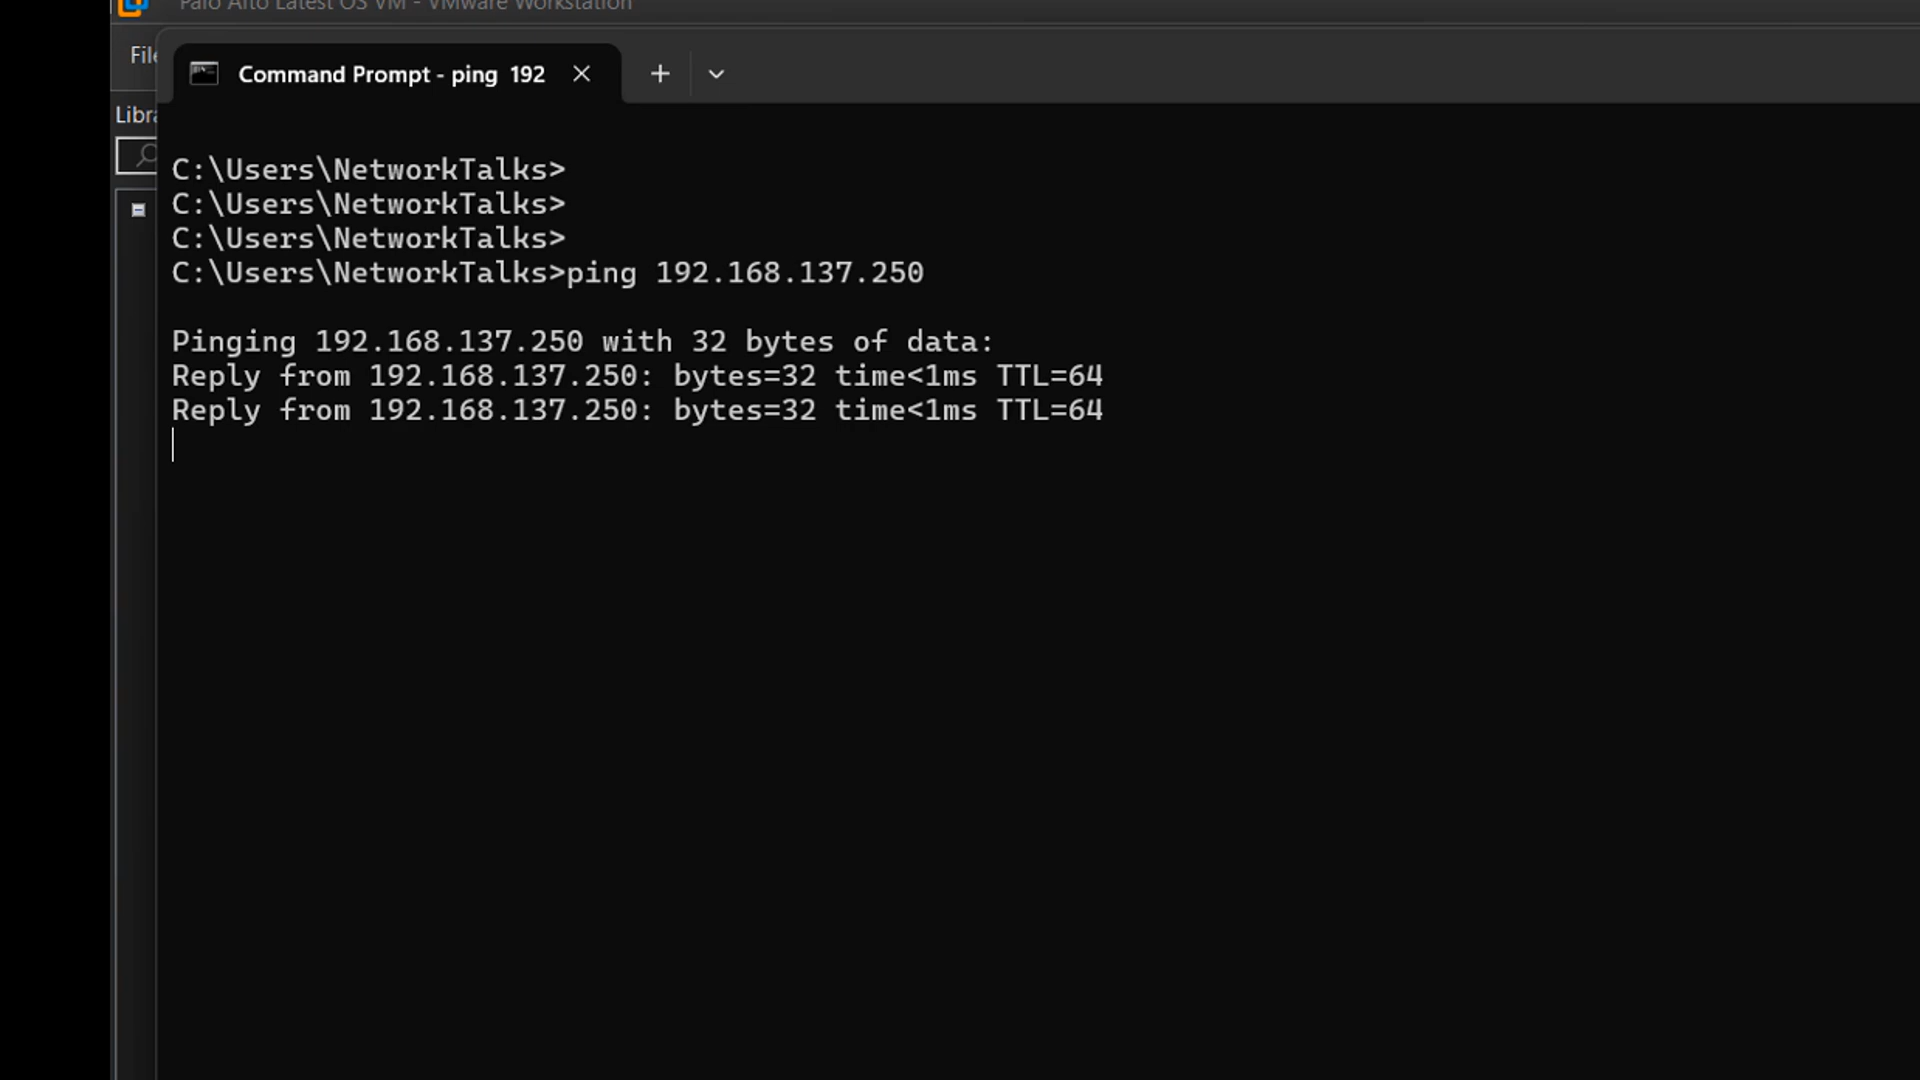 Palo Alto Latest OS VM - VMware Workstation
File
Command Prompt - ping 192
Libra
C:\Users\NetworkTalks>
C:\Users\NetworkTalks>
C:\Users\NetworkTalks>
C:\Users\NetworkTalks>ping 192.168.137.250
Pinging 192.168.137.250 with 32 bytes of data:
Reply from 192.168.137.250: bytes=32 time<1ms TTL=64
Reply from 192.168.137.250: bytes=32 time<1ms TTL=64